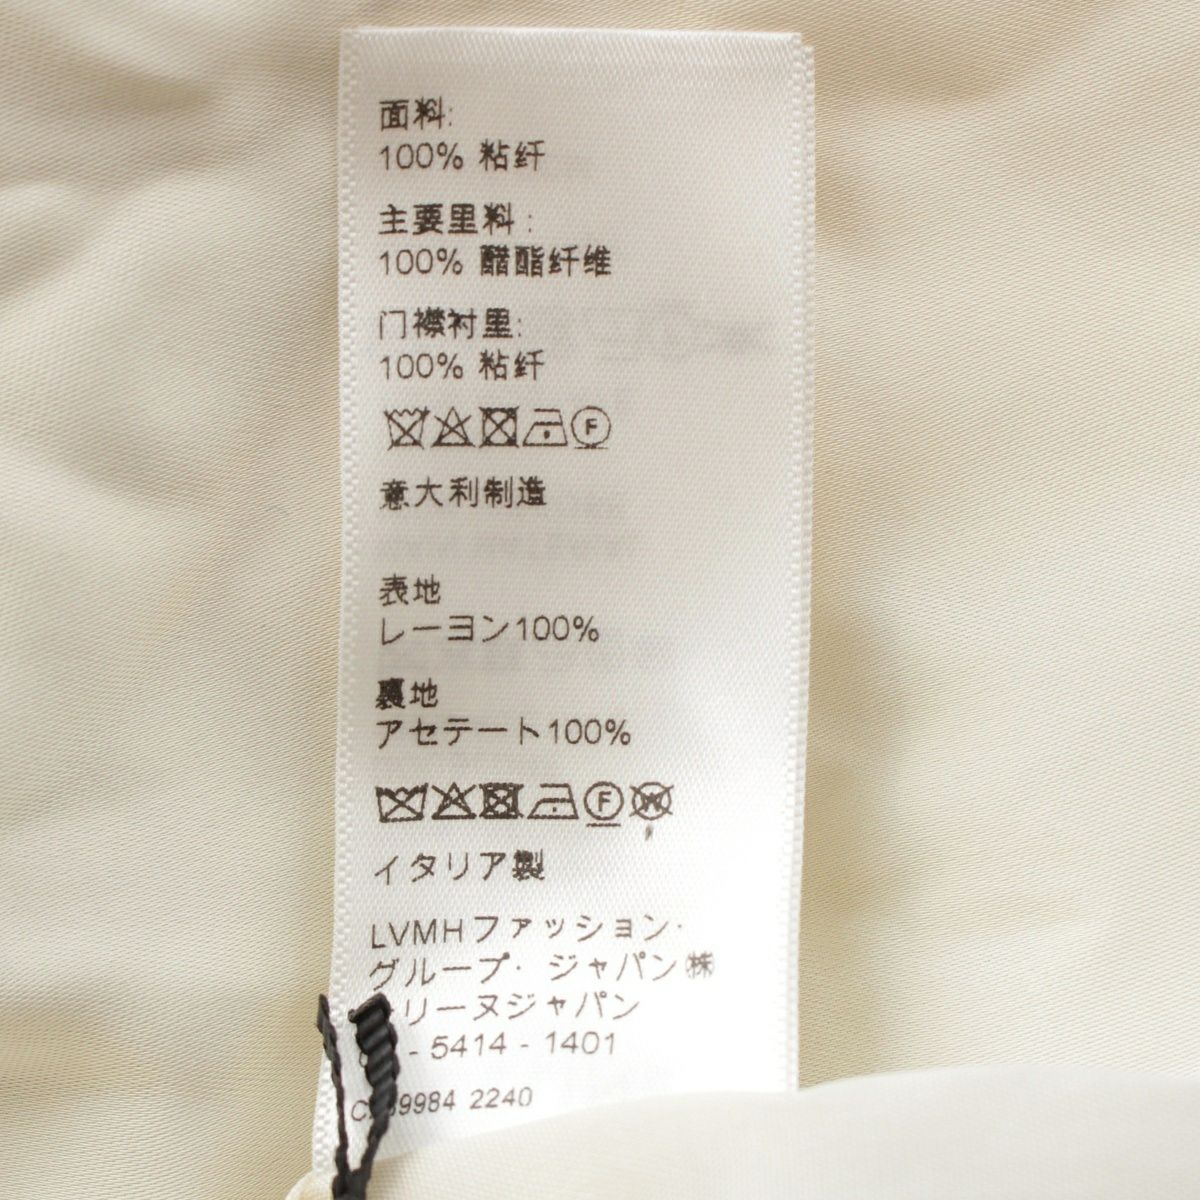 面料:
100% 粘纤
主要里料:
100% 醋酯纤维
门襟衬里:
100% 粘纤
F
意大利制造
表地
レーヨン100%
裏地
アセテート100%
F W
イタリア製
LVMHファッション・
グループ・ジャパン㈱
リーヌジャパン
- 5414 - 1401
9984 2240